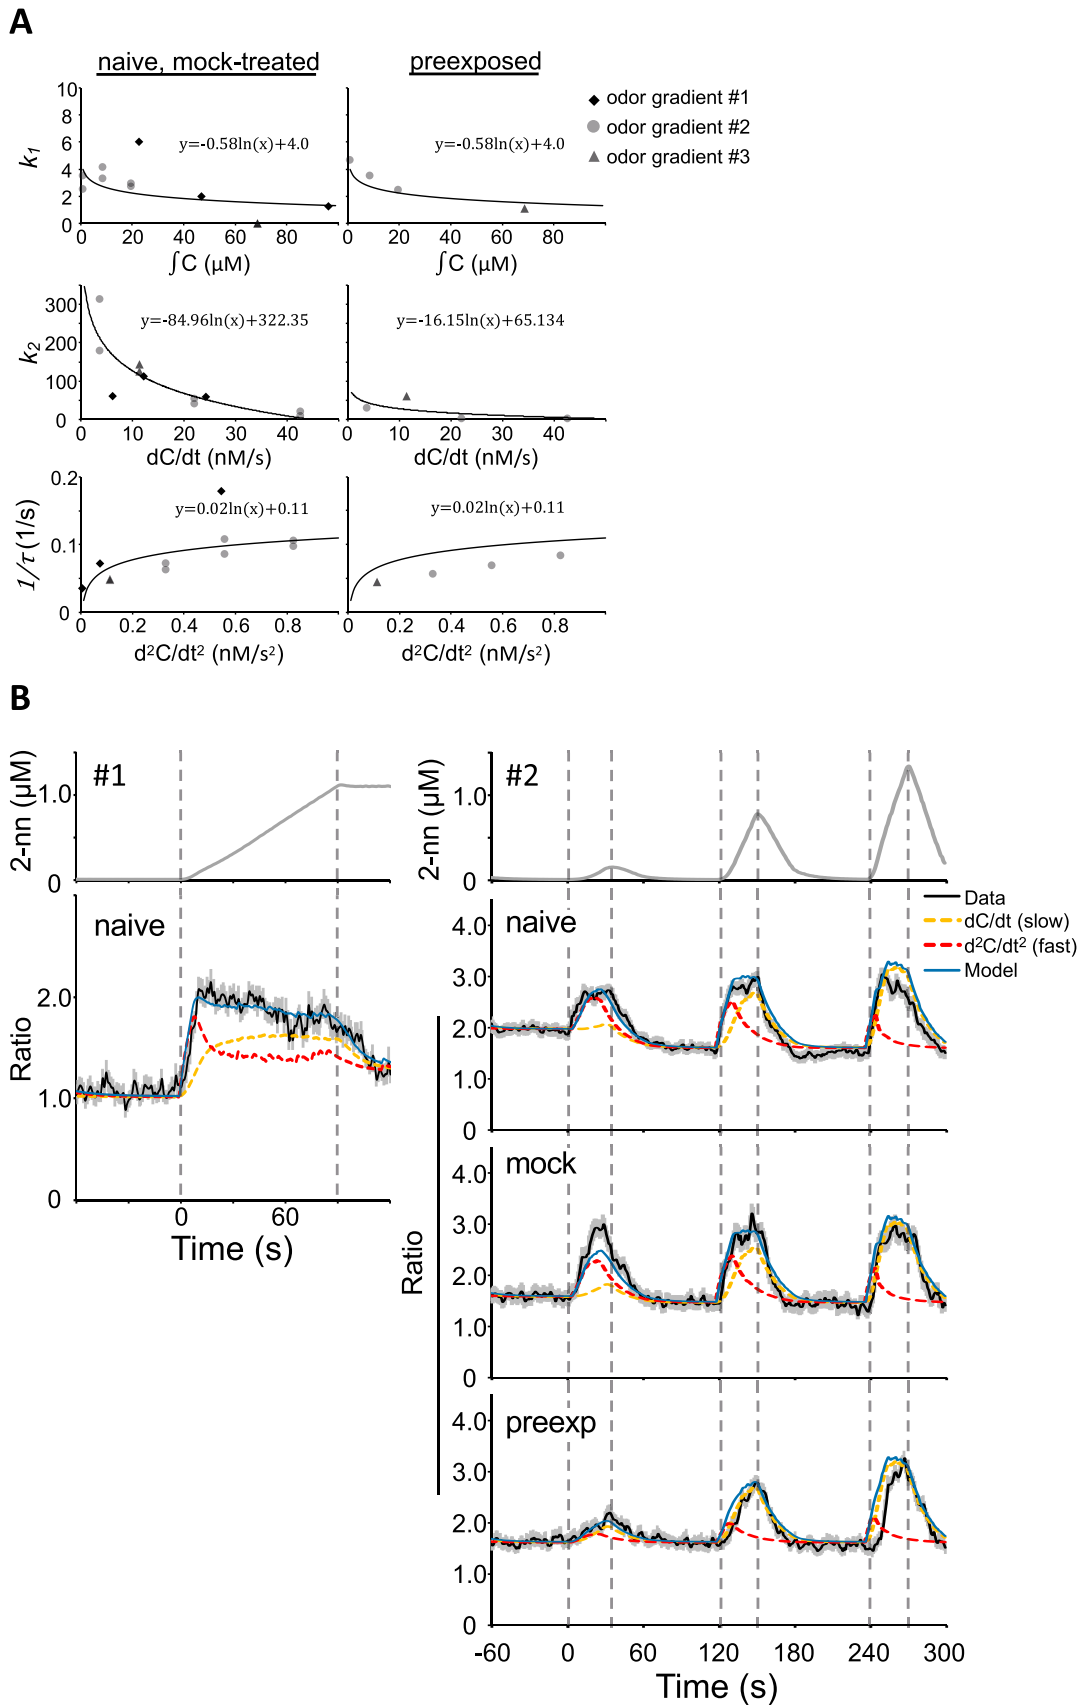 A
naive, mock-treated
preexposed
odor gradient #1
odor gradient #2
odor gradient #3
10
8
6
4
2
0
k1
y=-0.58ln(x)+4.0
0 20 40 60 80
∫C (μM)
y=-0.58ln(x)+4.0
0 20 40 60 80
∫C (μM)
300
200
100
0
k2
y=-84.96ln(x)+322.35
0 10 20 30 40
dC/dt (nM/s)
y=-16.15ln(x)+65.134
0 10 20 30 40
dC/dt (nM/s)
0.2
0.1
0
1/τ (1/s)
y=0.02ln(x)+0.11
0 0.2 0.4 0.6 0.8
d²C/dt² (nM/s²)
y=0.02ln(x)+0.11
0 0.2 0.4 0.6 0.8
d²C/dt² (nM/s²)
B
#1
2-nn (μM)
1.0
0
naive
Ratio
2.0
1.0
0
0 60
Time (s)
#2
2-nn (μM)
1.0
0
Data
dC/dt (slow)
d²C/dt² (fast)
Model
naive
4.0
3.0
2.0
1.0
0
Ratio
mock
4.0
3.0
2.0
1.0
0
preexp
4.0
3.0
2.0
1.0
0
-60 0 60 120 180 240 300
Time (s)